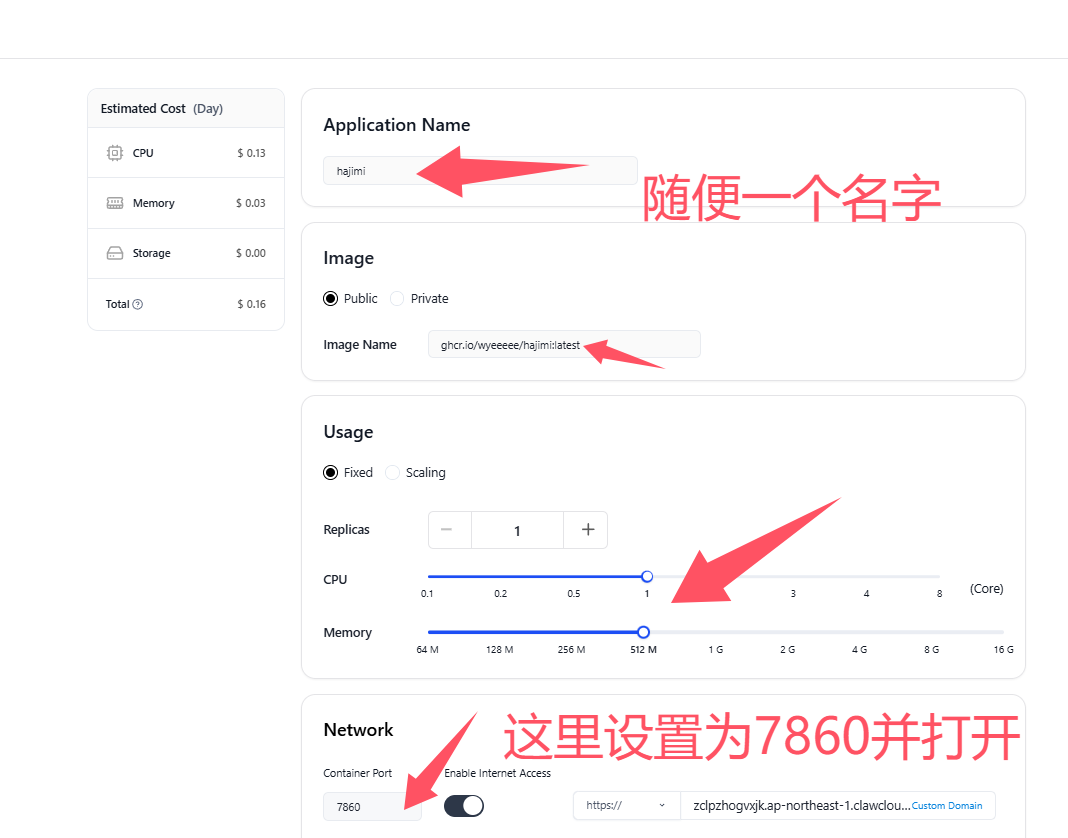 Estimated Cost (Day)
CPU $ 0.13
Memory $ 0.03
Storage $ 0.00
Total $ 0.16
Application Name
hajimi
随便一个名字
Image
Public Private
Image Name ghcr.io/wyeeeee/hajimi:latest
Usage
Fixed Scaling
Replicas 1
CPU
0.1 0.2 0.5 1 3 4 8 (Core)
Memory
64 M 128 M 256 M 512 M 1 G 2 G 4 G 8 G 16 G
Network
这里设置为7860并打开
Container Port Enable Internet Access
7860 https:// zclpzhogvxjk.ap-northeast-1.clawclou... Custom Domain